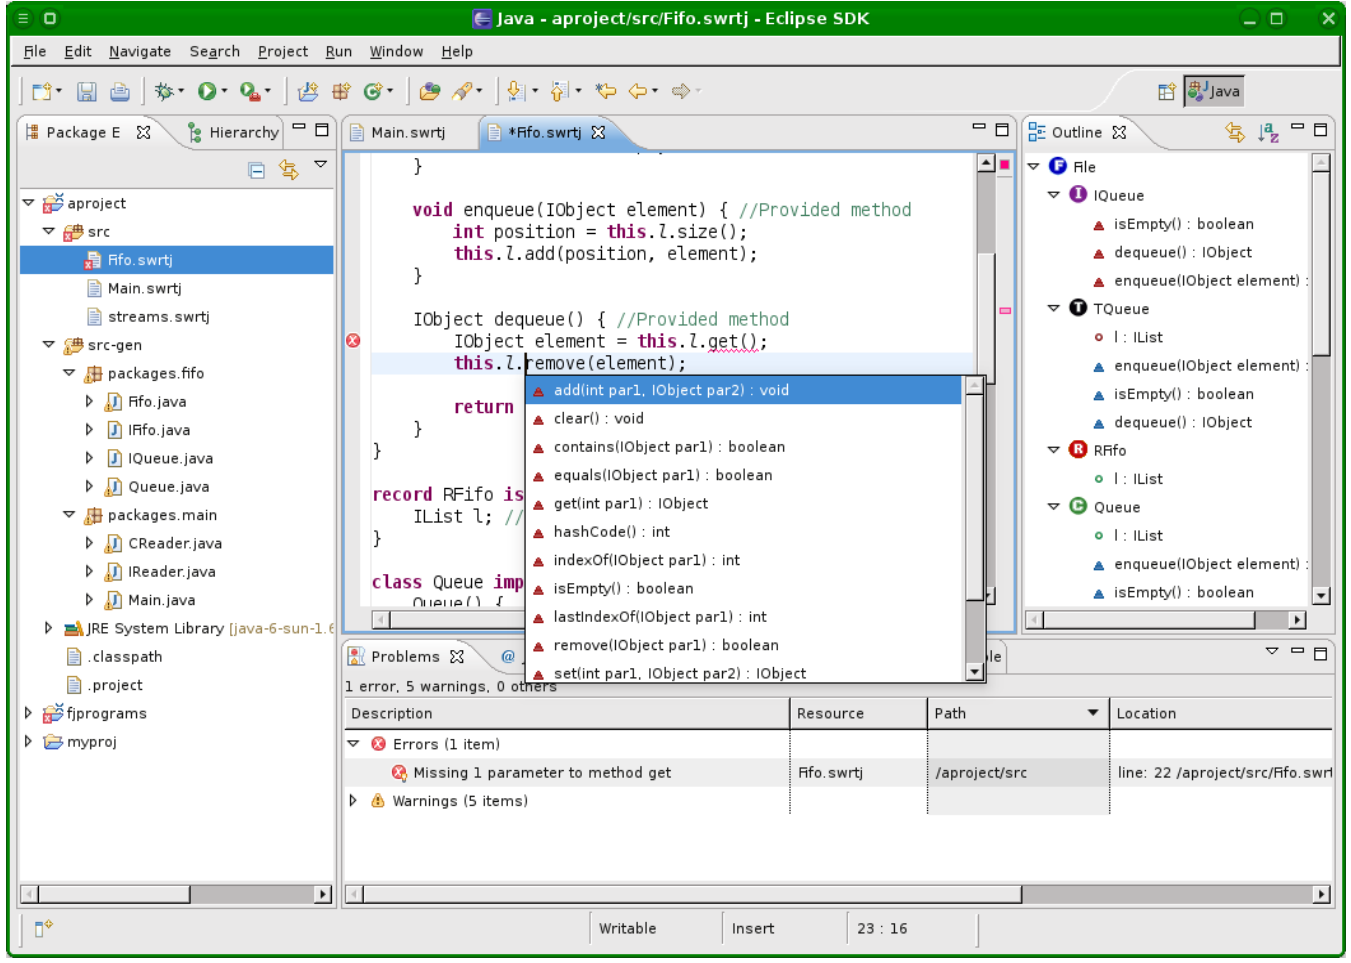 Java - aproject/src/Fifo.swrtj - Eclipse SDK
File Edit Navigate Search Project Run Window Help
Java
Package E
Hierarchy
Main.swrtj
*Fifo.swrtj
Outline
aproject
src
Fifo.swrtj
Main.swrtj
streams.swrtj
src-gen
packages.fifo
Fifo.java
IFifo.java
IQueue.java
Queue.java
packages.main
CReader.java
IReader.java
Main.java
JRE System Library [java-6-sun-1.6
.classpath
.project
fjprograms
myproj
}
void enqueue(IObject element) { //Provided method
int position = this.l.size();
this.l.add(position, element);
}
IObject dequeue() { //Provided method
IObject element = this.l.get();
this.l.remove(element);
return
}
}
record RFifo is
IList l; //
}
class Queue imp
Queue() {
add(int par1, IObject par2) : void
clear() : void
contains(IObject par1) : boolean
equals(IObject par1) : boolean
get(int par1) : IObject
hashCode() : int
indexOf(IObject par1) : int
isEmpty() : boolean
lastIndexOf(IObject par1) : int
remove(IObject par1) : boolean
set(int par1, IObject par2) : IObject
File
IQueue
isEmpty() : boolean
dequeue() : IObject
enqueue(IObject element) :
TQueue
l : IList
enqueue(IObject element) :
isEmpty() : boolean
dequeue() : IObject
RFifo
l : IList
Queue
l : IList
enqueue(IObject element) :
isEmpty() : boolean
Problems
@
1 error, 5 warnings, 0 others
Description Resource Path Location
Errors (1 item)
Missing 1 parameter to method get Fifo.swrtj /aproject/src line: 22 /aproject/src/Fifo.swrt
Warnings (5 items)
Writable Insert 23 : 16